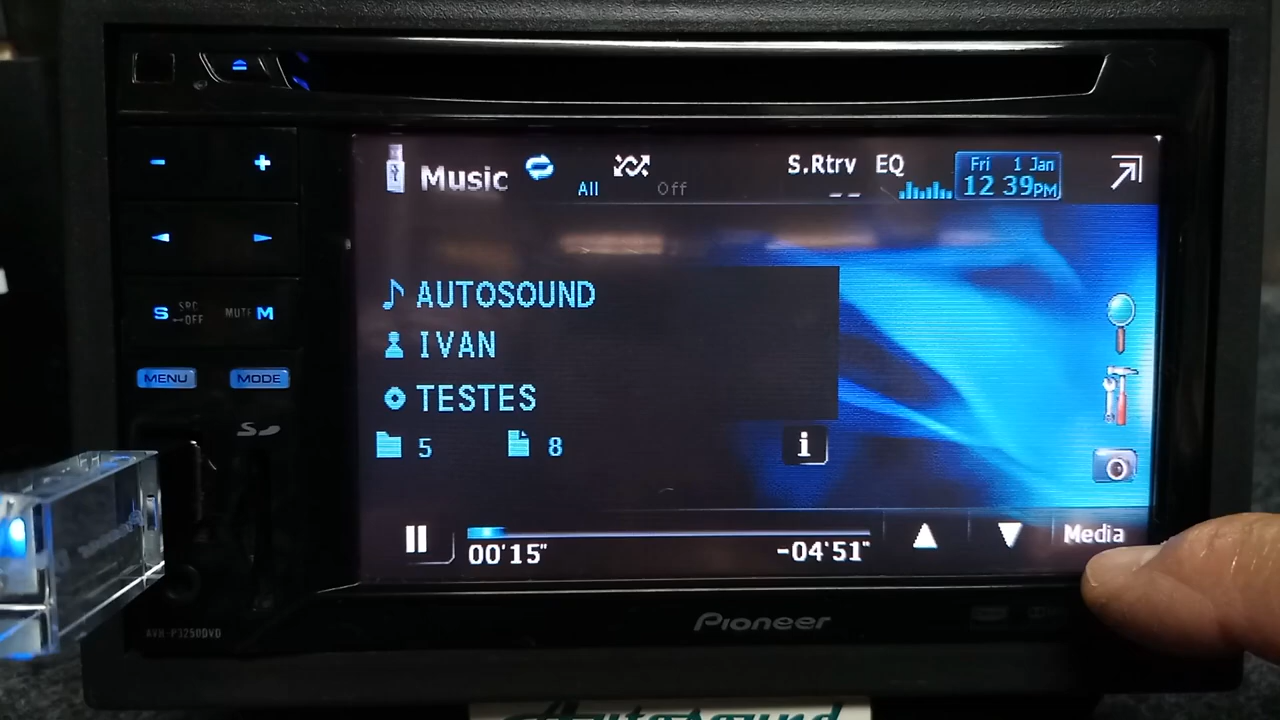 Music
All
Off
S.Rtrv
--
EQ
Fri 1 Jan
12 39PM
- +
AUTOSOUND
IVAN
TESTES
5 8
i
S SRC
OFF
MUTE M
MENU MODE
SD
00'15"
-04'51"
Media
Pioneer
AVH-P3250DVD
Autosound